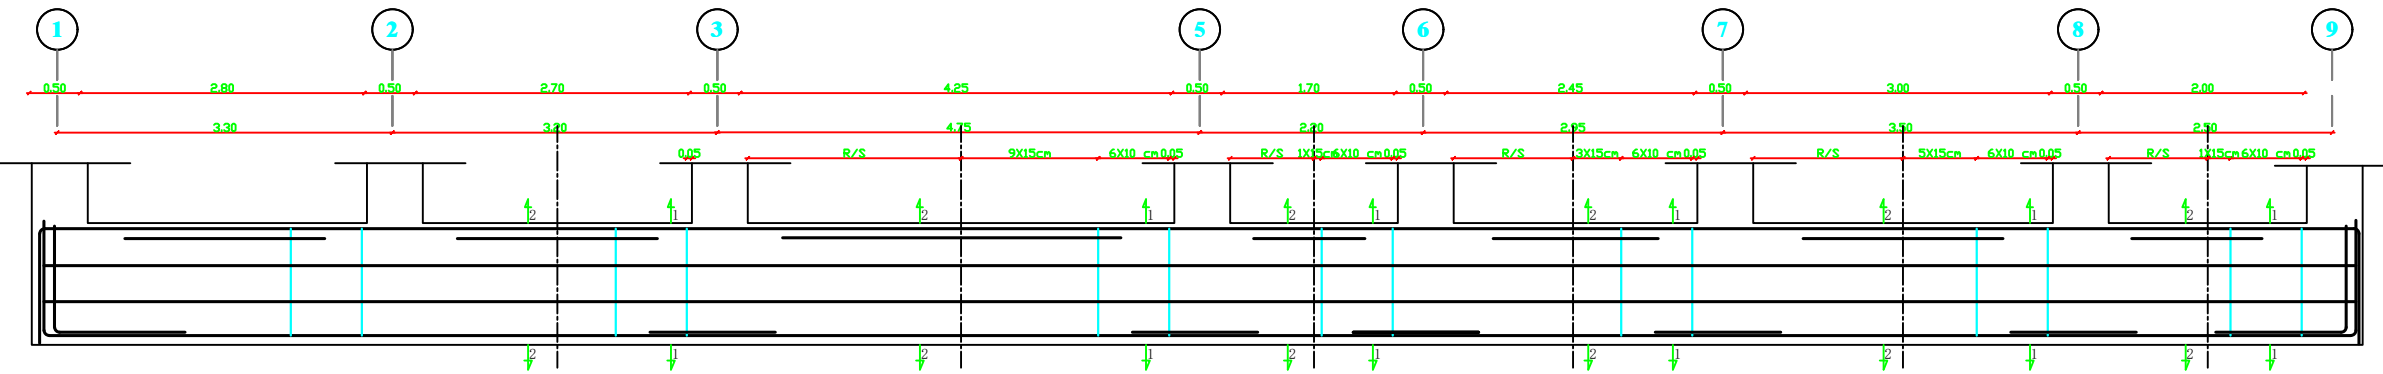 1 2 3 5 6 7 8 9
0.50 2.80 0.50 2.70 0.50 4.25 0.50 1.70 0.50 2.45 0.50 3.00 0.50 2.00
3.30 3.20 4.75 2.20 2.95 3.50 2.50
0.05 R/S 9X15cm 6X10 cm 0.05 R/S 1X15cm 6X10 cm 0.05 R/S 3X15cm 6X10 cm 0.05 R/S 5X15cm 6X10 cm 0.05 R/S 1X15cm 6X10 cm 0.05
2 1 2 1 2 1 2 1 2 1 2 1
2 1 2 1 2 1 2 1 2 1 2 1